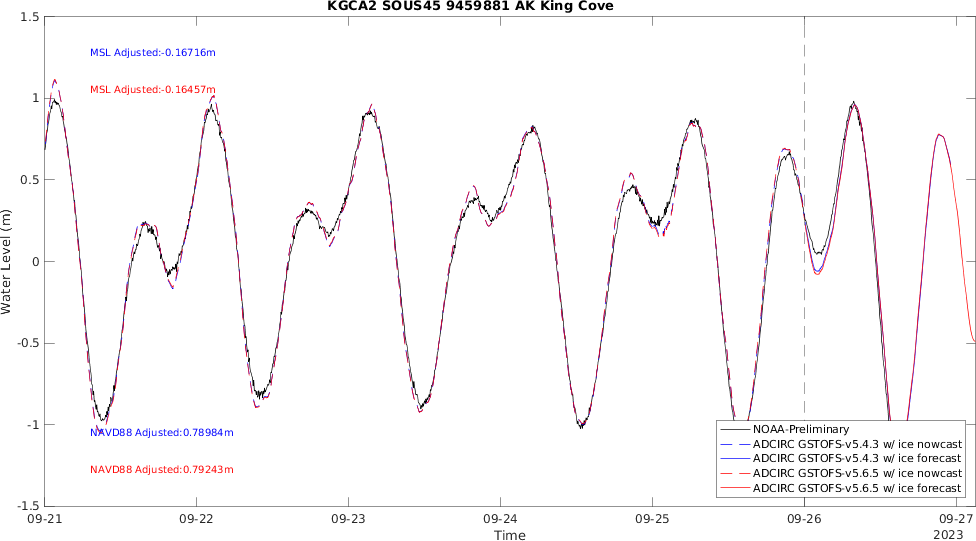 KGCA2 SOUS45 9459881 AK King Cove
1.5
MSL Adjusted:-0.16716m
MSL Adjusted:-0.16457m
1
0.5
0
-0.5
-1
-1.5
Water Level (m)
NAVD88 Adjusted:0.78984m
NAVD88 Adjusted:0.79243m
NOAA-Preliminary
ADCIRC GSTOFS-v5.4.3 w/ ice nowcast
ADCIRC GSTOFS-v5.4.3 w/ ice forecast
ADCIRC GSTOFS-v5.6.5 w/ ice nowcast
ADCIRC GSTOFS-v5.6.5 w/ ice forecast
09-21 09-22 09-23 09-24 09-25 09-26 09-27
Time
2023